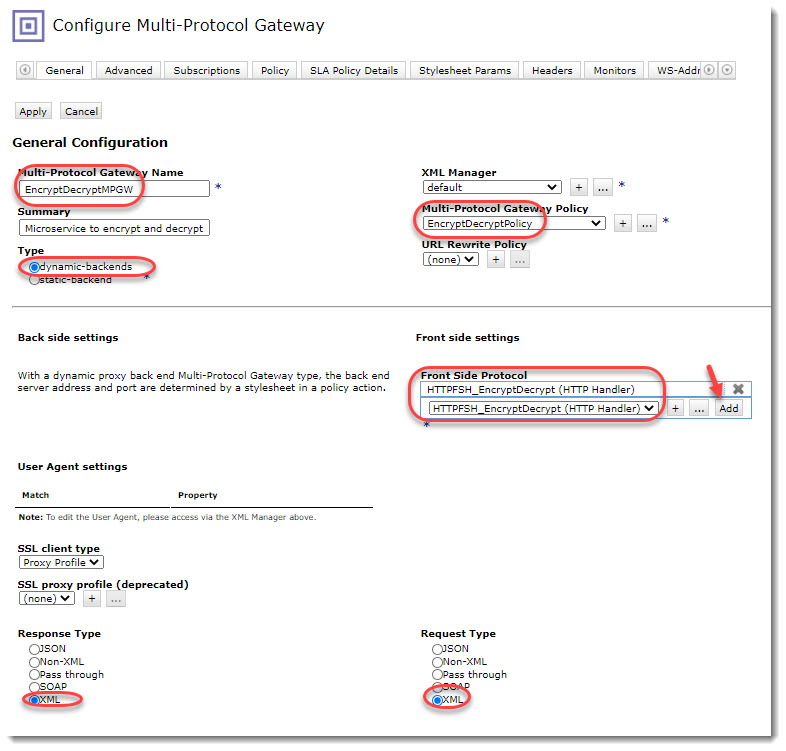 Configure Multi-Protocol Gateway
General Advanced Subscriptions Policy SLA Policy Details Stylesheet Params Headers Monitors WS-Addr
Apply Cancel
General Configuration
Multi-Protocol Gateway Name
EncryptDecryptMPGW *
Summary
Microservice to encrypt and decrypt
Type
dynamic-backends
static-backend *
XML Manager
default + ... *
Multi-Protocol Gateway Policy
EncryptDecryptPolicy + ... *
URL Rewrite Policy
(none) + ...
Back side settings
With a dynamic proxy back end Multi-Protocol Gateway type, the back end
server address and port are determined by a stylesheet in a policy action.
Front side settings
Front Side Protocol
HTTPFSH_EncryptDecrypt (HTTP Handler)
HTTPFSH_EncryptDecrypt (HTTP Handler) + ... Add
*
User Agent settings
Match Property
Note: To edit the User Agent, please access via the XML Manager above.
SSL client type
Proxy Profile
SSL proxy profile (deprecated)
(none) + ...
Response Type
JSON
Non-XML
Pass through
SOAP
XML
Request Type
JSON
Non-XML
Pass through
SOAP
XML